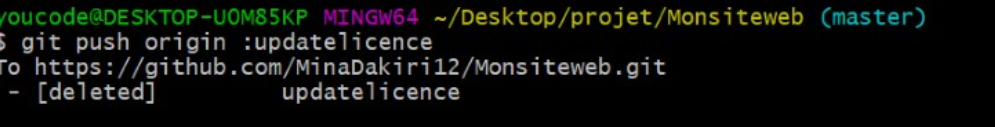 youcode@DESKTOP-UOM85KP MINGW64 ~/Desktop/projet/Monsiteweb (master)
$ git push origin :updatelicence
To https://github.com/MinaDakiri12/Monsiteweb.git
 - [deleted]         updatelicence